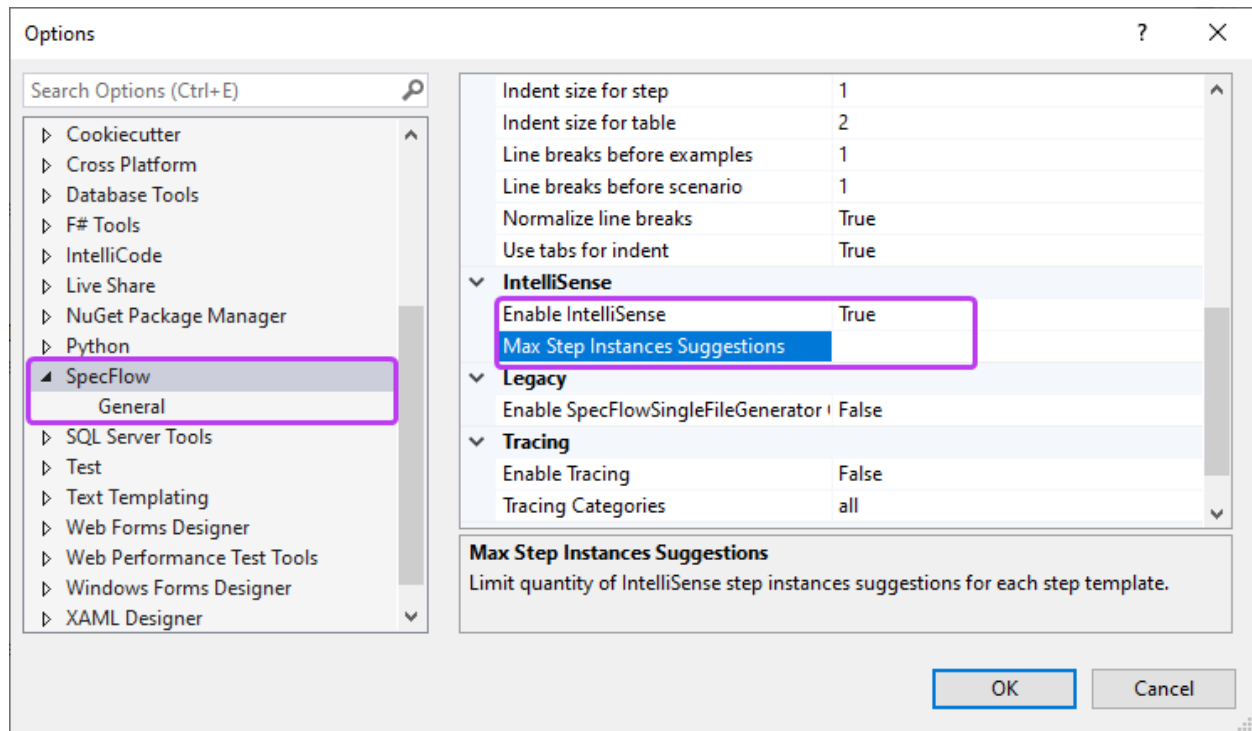 Options
?
Search Options (Ctrl+E)
Cookiecutter
Cross Platform
Database Tools
F# Tools
IntelliCode
Live Share
NuGet Package Manager
Python
SpecFlow
General
SQL Server Tools
Test
Text Templating
Web Forms Designer
Web Performance Test Tools
Windows Forms Designer
XAML Designer
Indent size for step 1
Indent size for table 2
Line breaks before examples 1
Line breaks before scenario 1
Normalize line breaks True
Use tabs for indent True
IntelliSense
Enable IntelliSense True
Max Step Instances Suggestions
Legacy
Enable SpecFlowSingleFileGenerator False
Tracing
Enable Tracing False
Tracing Categories all
Max Step Instances Suggestions
Limit quantity of IntelliSense step instances suggestions for each step template.
OK Cancel